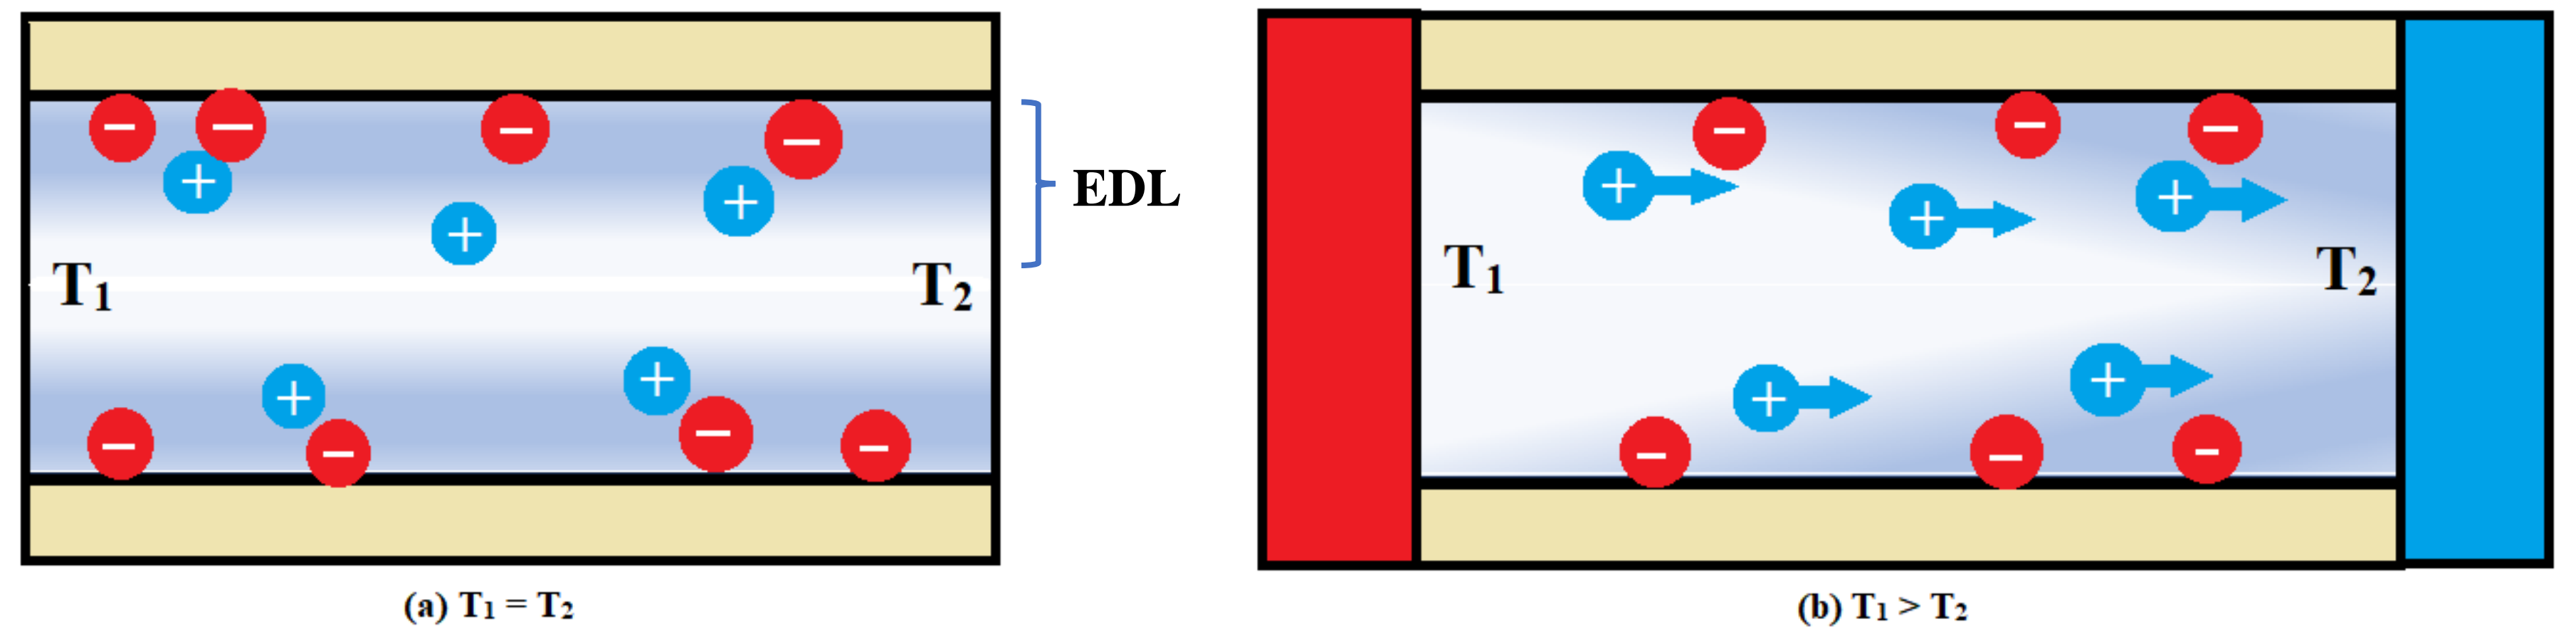 − − − −
+ + +
EDL
T₁ T₂
+ +
− − − −
(a) T₁ = T₂
− − −
+ + +
T₁ T₂
+ +
− − −
(b) T₁ > T₂